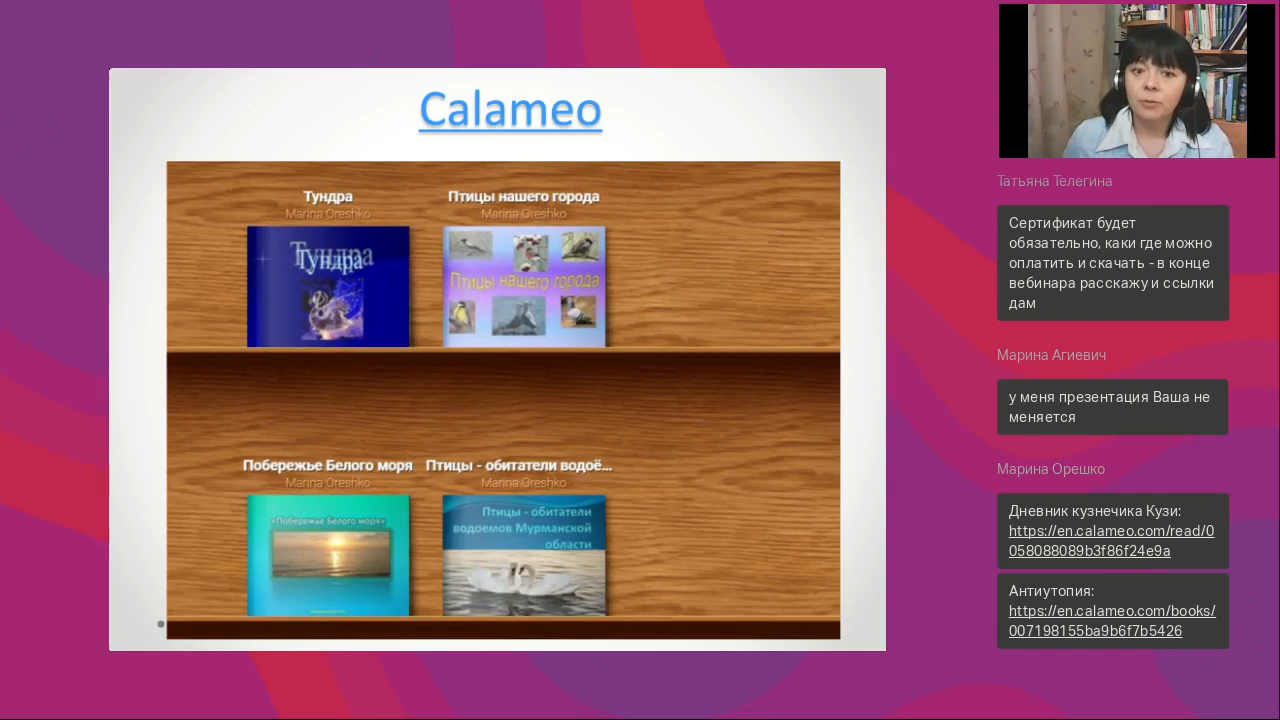 Calameo
Тундра
Marina Oreshko
Тундра
Птицы нашего города
Marina Oreshko
Птицы нашего города
Побережье Белого моря
Marina Oreshko
«Побережье Белого моря»
Птицы - обитатели водоё...
Marina Oreshko
Птицы - обитатели
водоемов Мурманской
области
Татьяна Телегина
Сертификат будет
обязательно, каки где можно
оплатить и скачать - в конце
вебинара расскажу и ссылки
дам
Марина Агиевич
у меня презентация Ваша не
меняется
Марина Орешко
Дневник кузнечика Кузи:
https://en.calameo.com/read/0
058088089b3f86f24e9a
Антиутопия:
https://en.calameo.com/books/
007198155ba9b6f7b5426